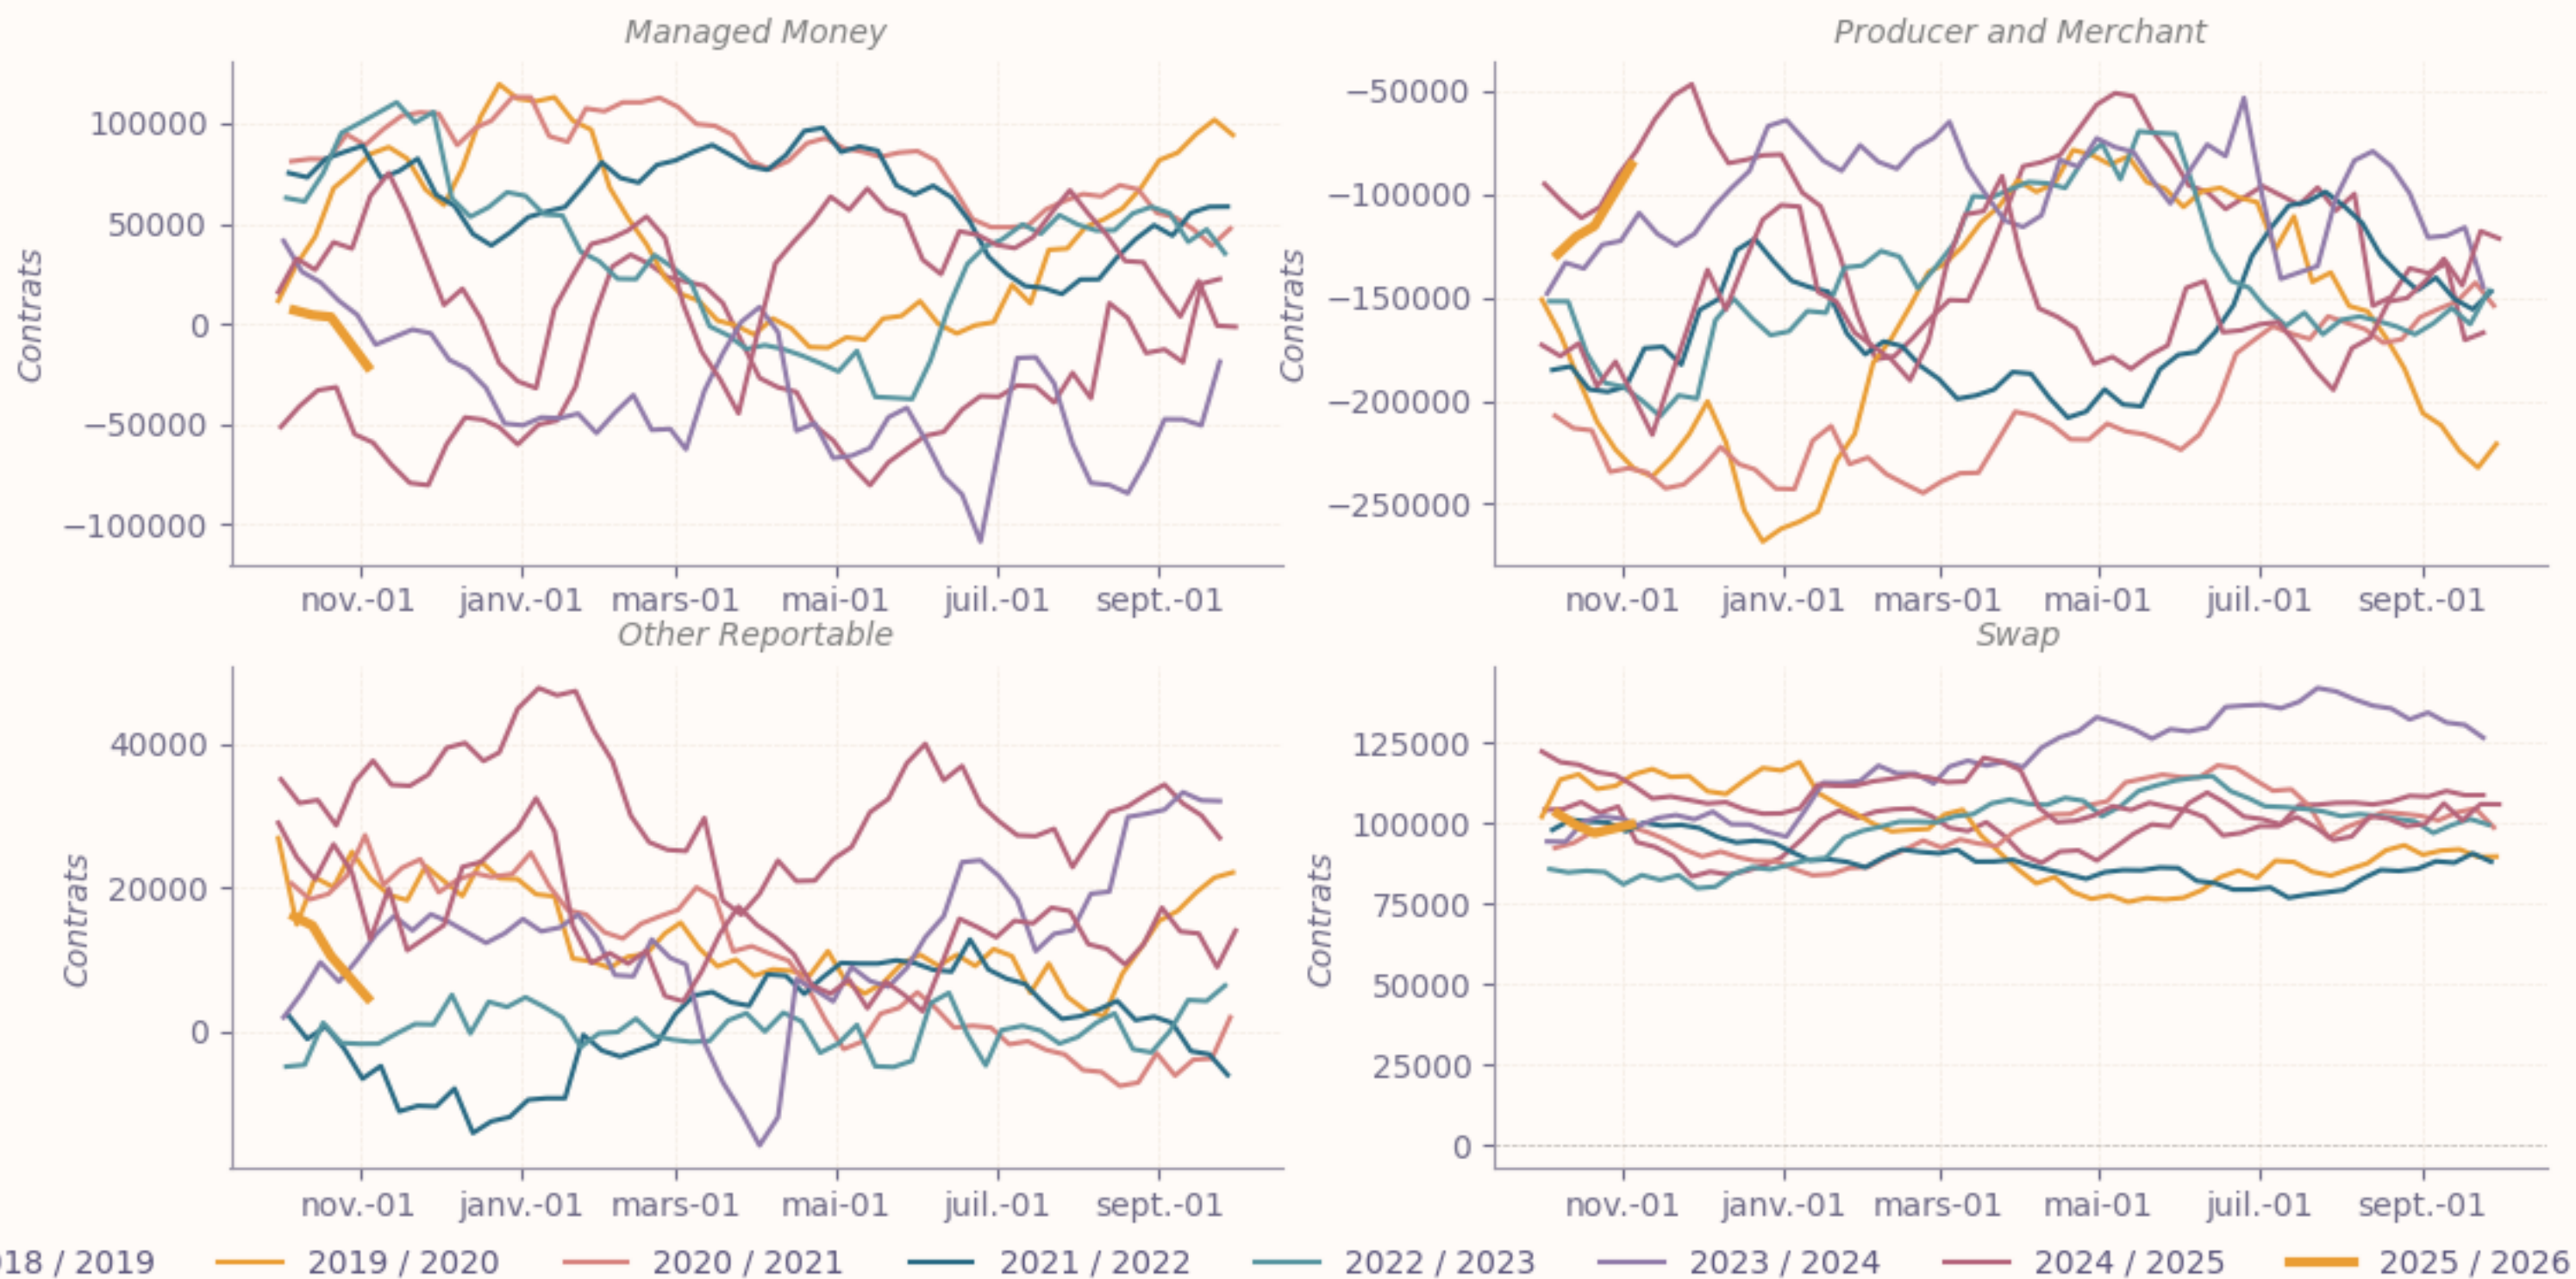 Managed Money
Producer and Merchant
100000
50000
0
−50000
−100000
Contrats
nov.-01 janv.-01 mars-01 mai-01 juil.-01 sept.-01
−50000
−100000
−150000
−200000
−250000
Contrats
nov.-01 janv.-01 mars-01 mai-01 juil.-01 sept.-01
Other Reportable
Swap
40000
20000
0
Contrats
nov.-01 janv.-01 mars-01 mai-01 juil.-01 sept.-01
125000
100000
75000
50000
25000
0
Contrats
nov.-01 janv.-01 mars-01 mai-01 juil.-01 sept.-01
18 / 2019 2019 / 2020 2020 / 2021 2021 / 2022 2022 / 2023 2023 / 2024 2024 / 2025 2025 / 2026